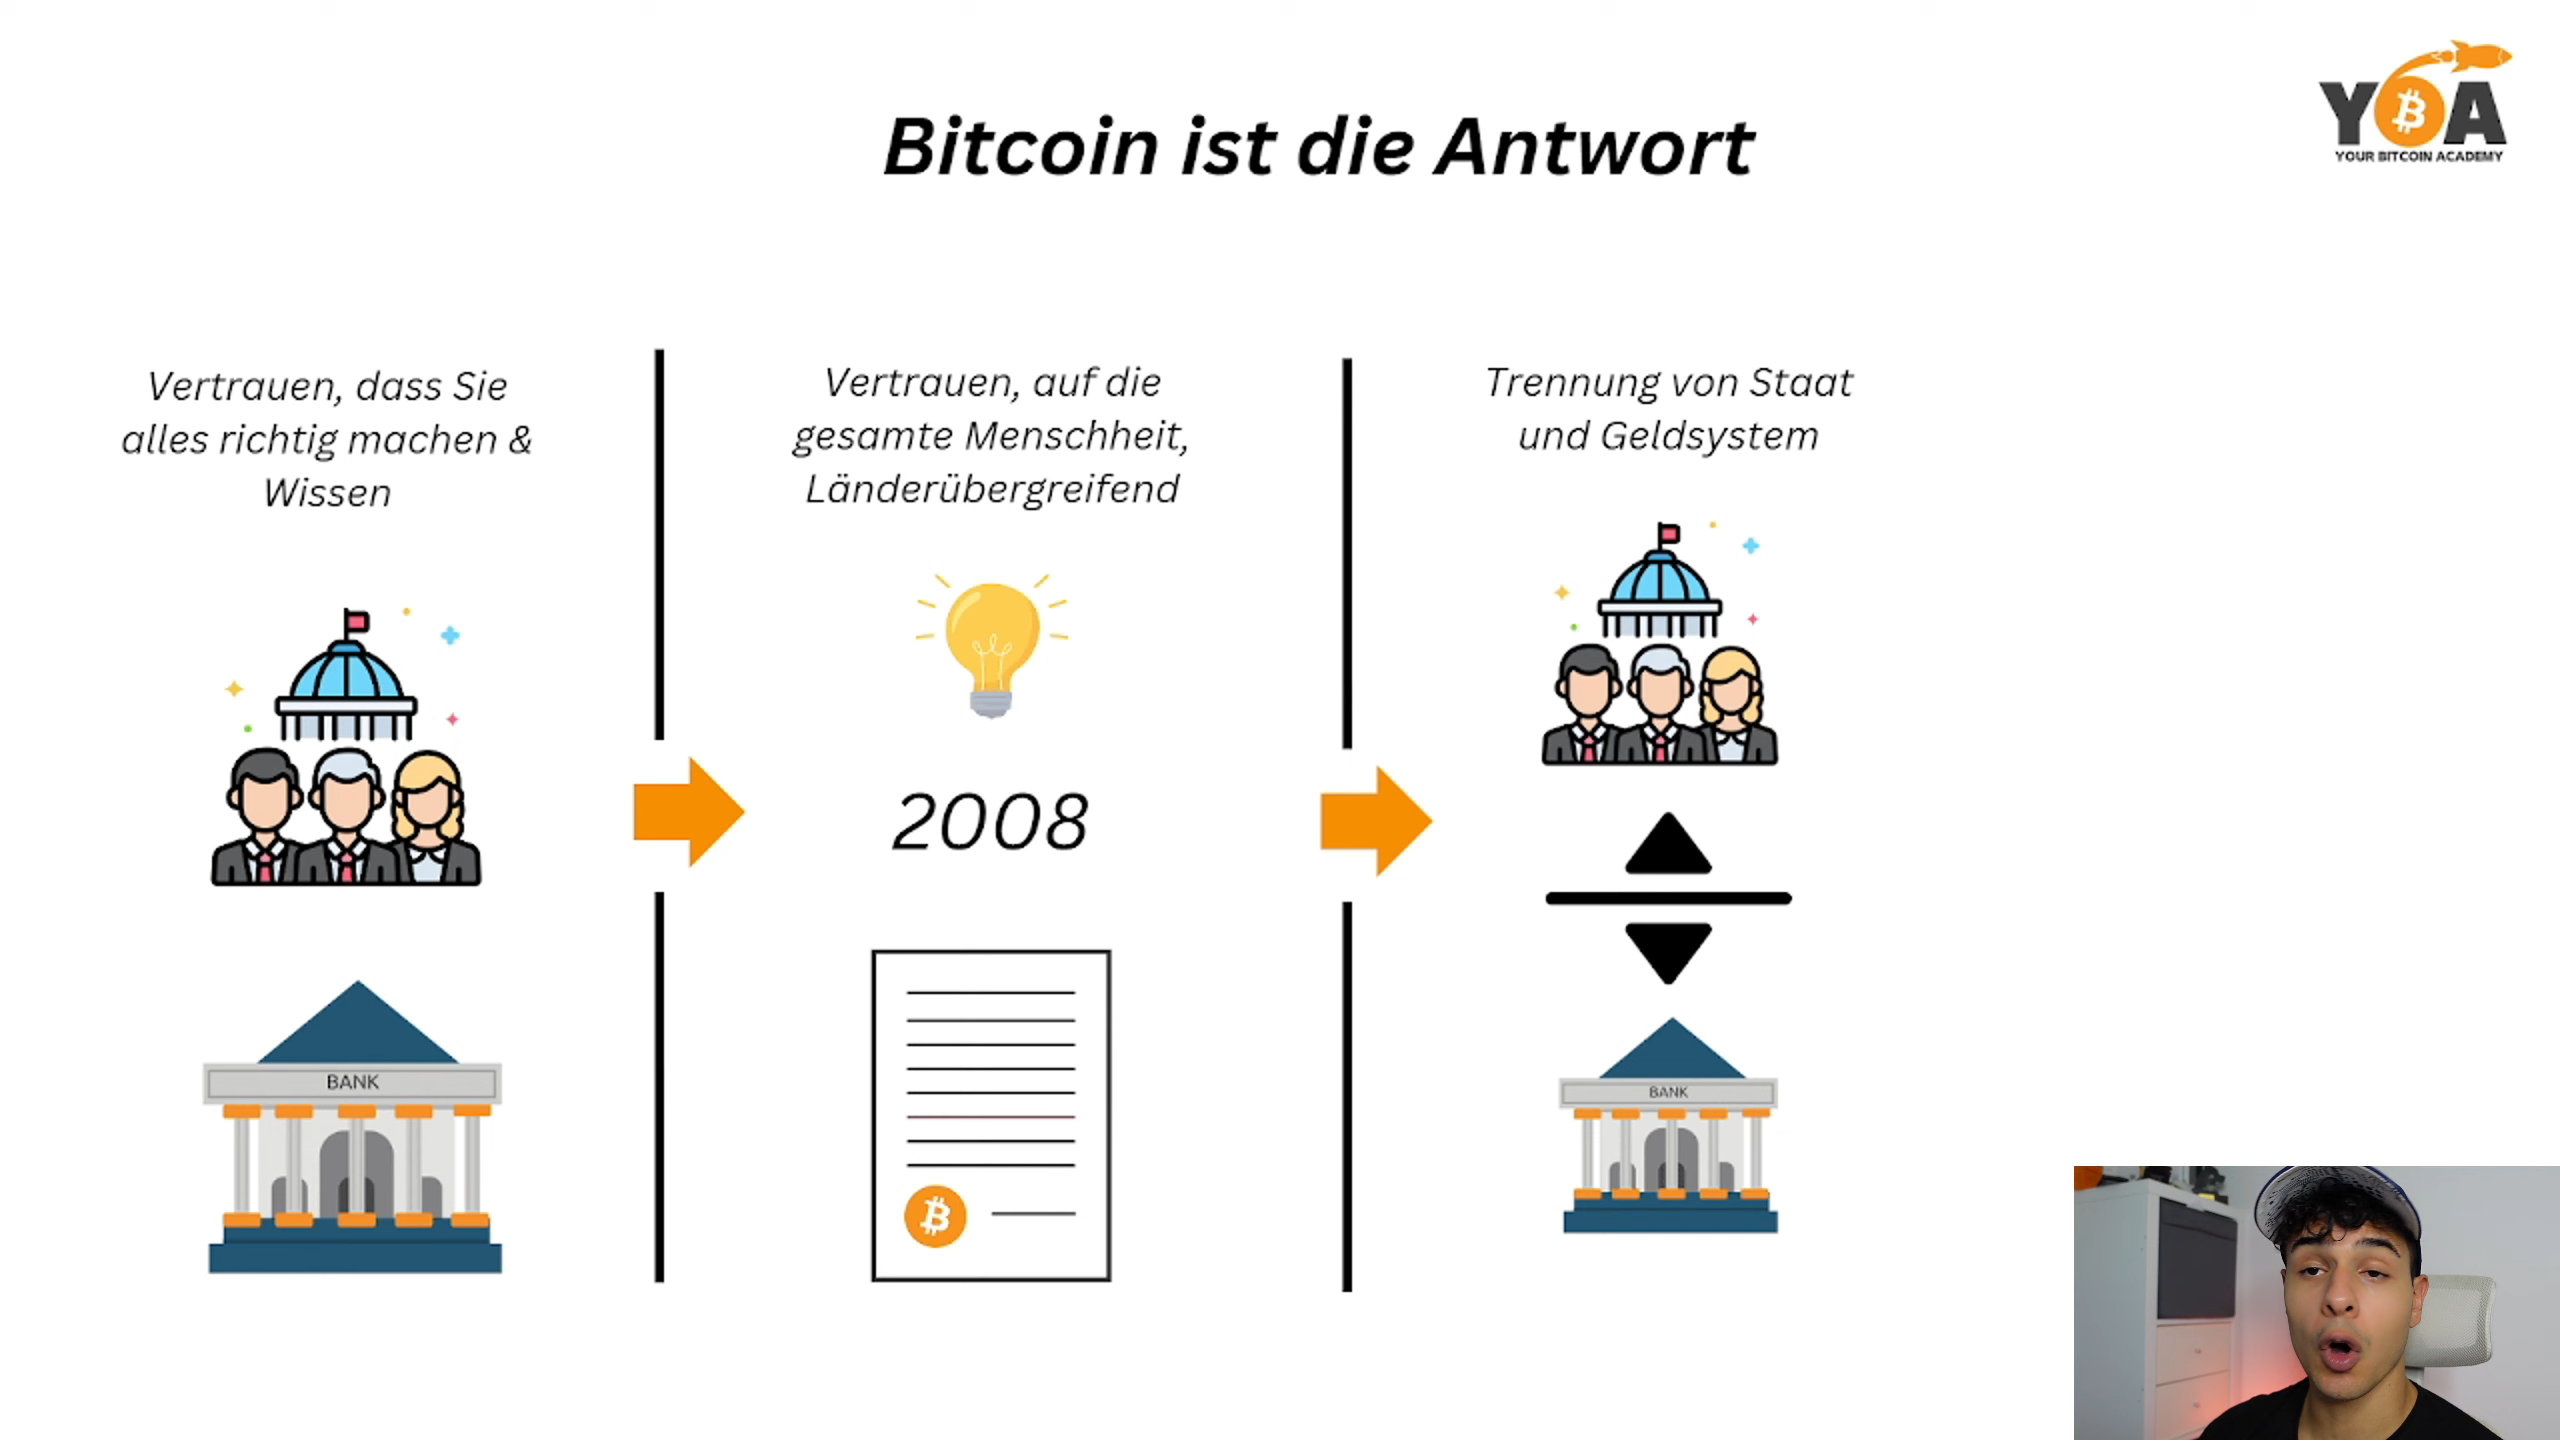 YBA
YOUR BITCOIN ACADEMY
Bitcoin ist die Antwort
Vertrauen, dass Sie
alles richtig machen &
Wissen
BANK
Vertrauen, auf die
gesamte Menschheit,
Länderübergreifend
2008
Trennung von Staat
und Geldsystem
BANK